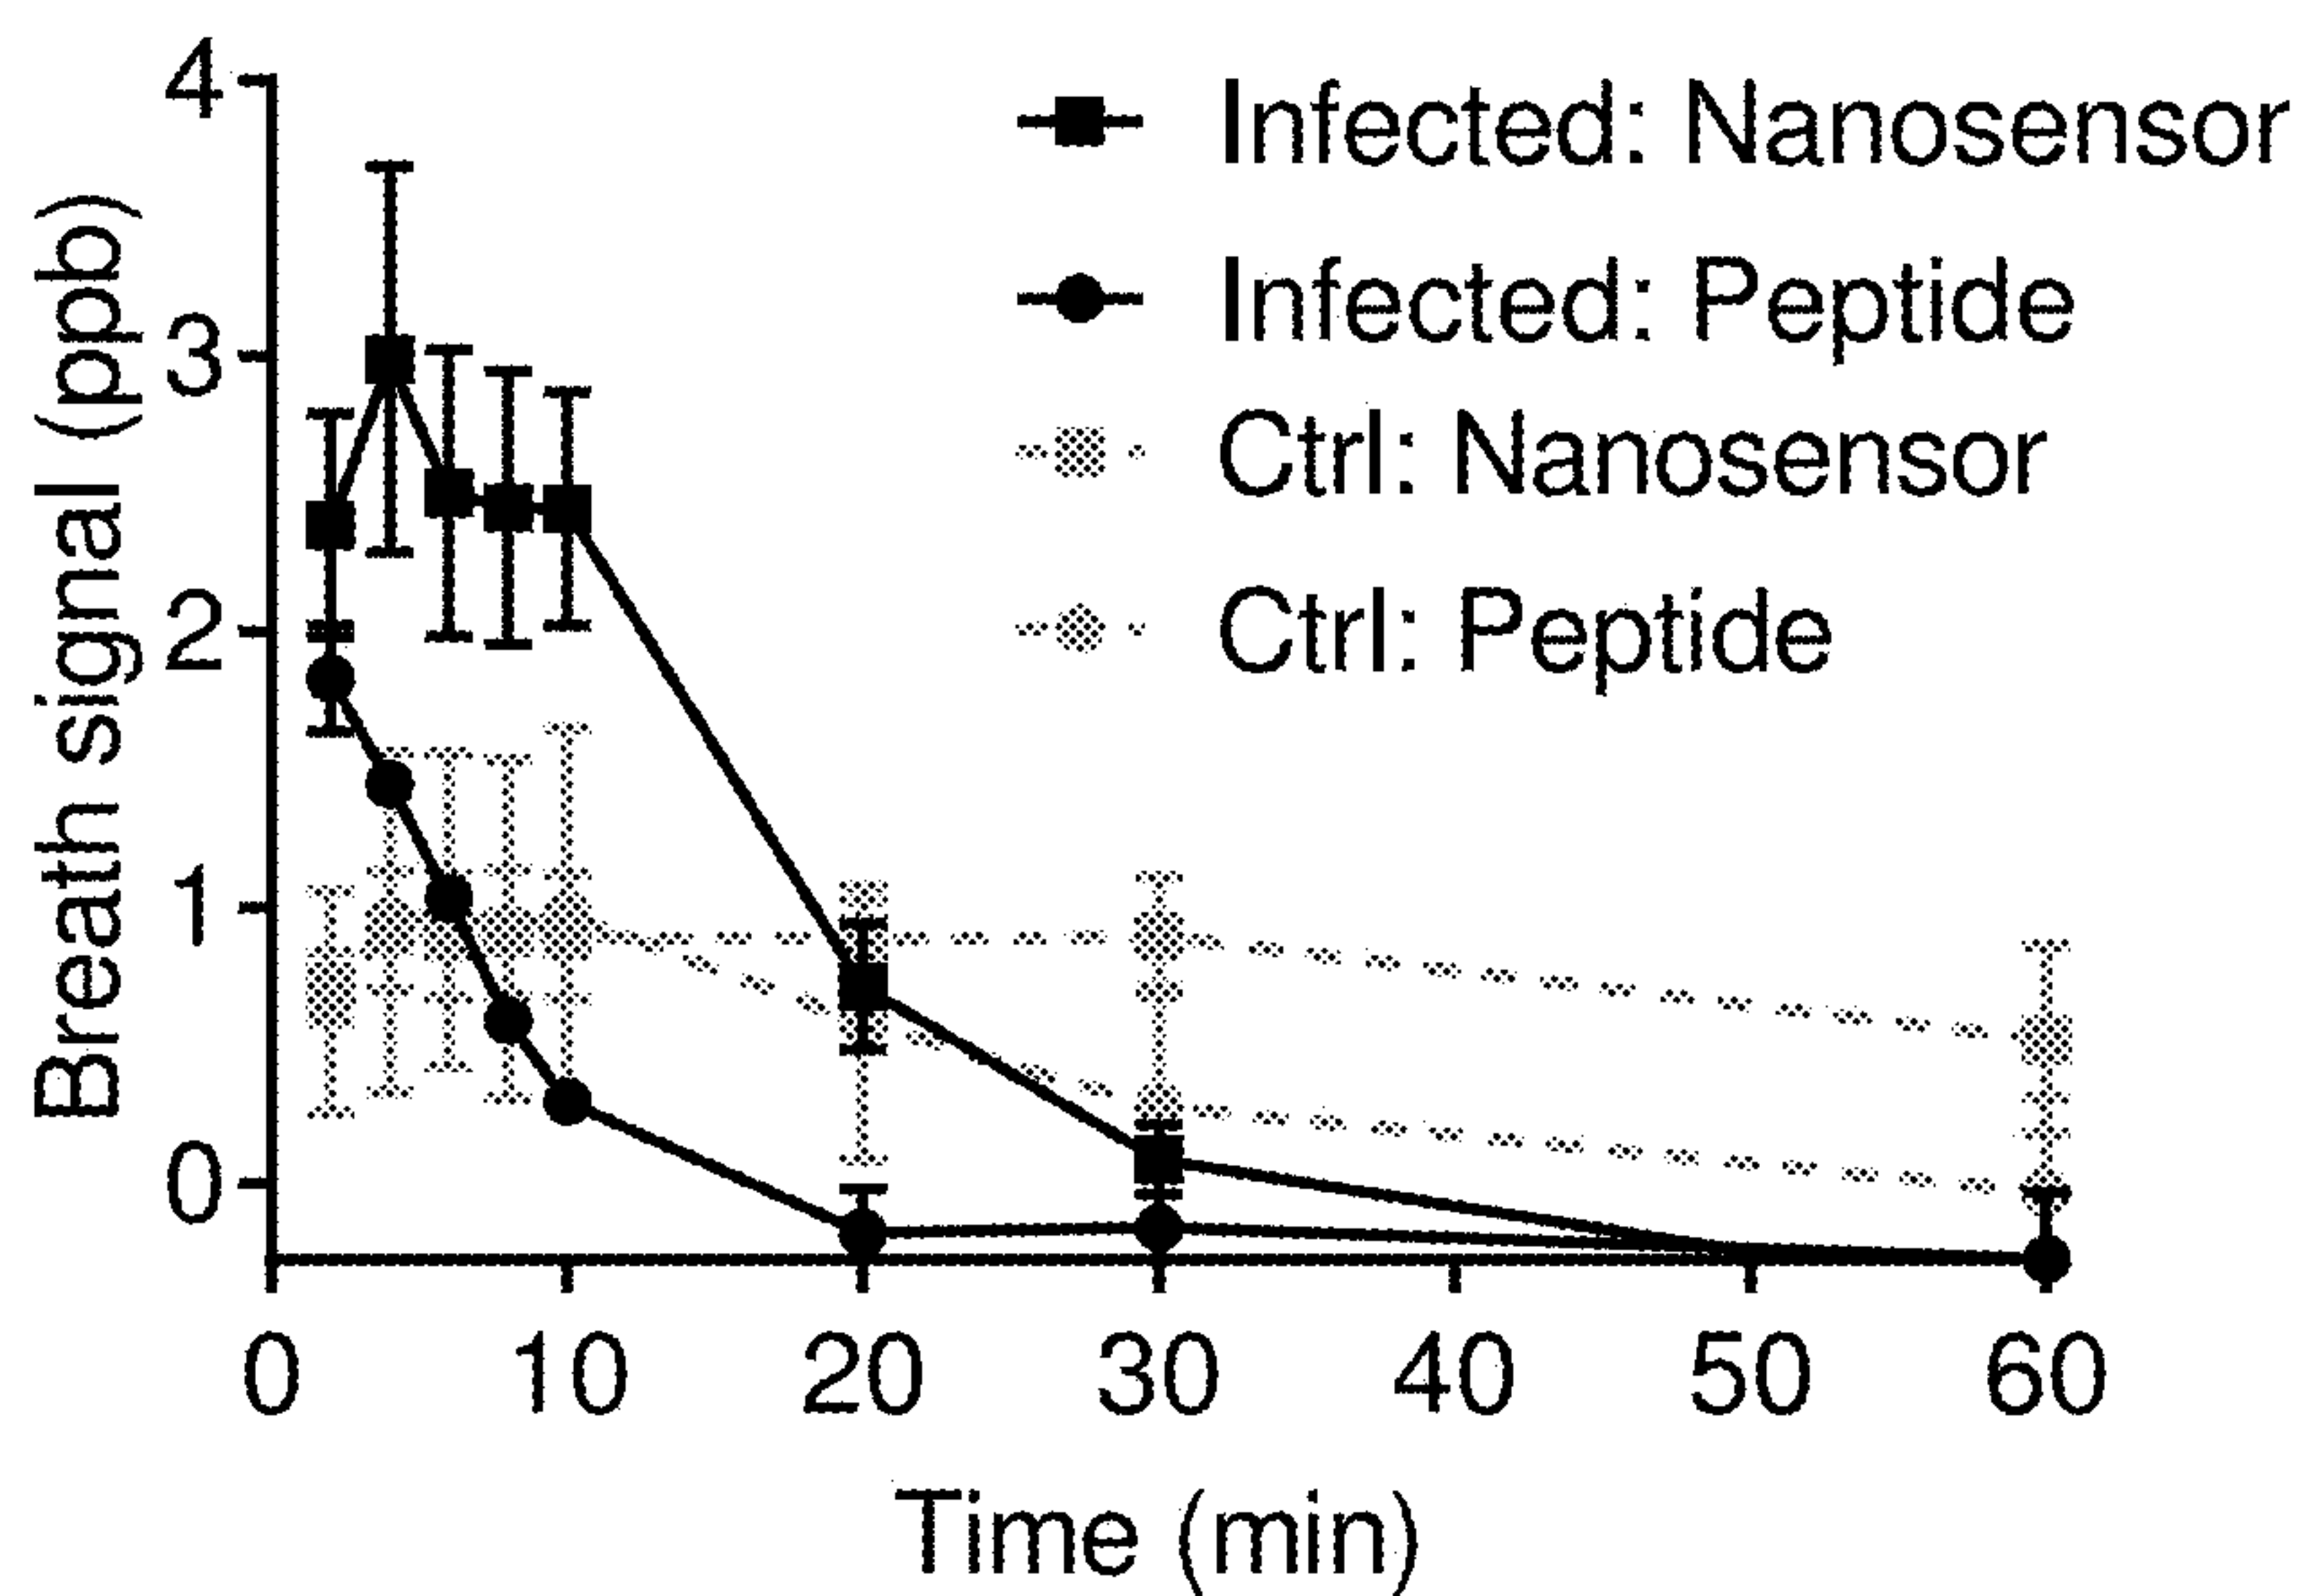 Breath signal (ppb)
4
3
2
1
0
Infected: Nanosensor
Infected: Peptide
Ctrl: Nanosensor
Ctrl: Peptide
0 10 20 30 40 50 60
Time (min)